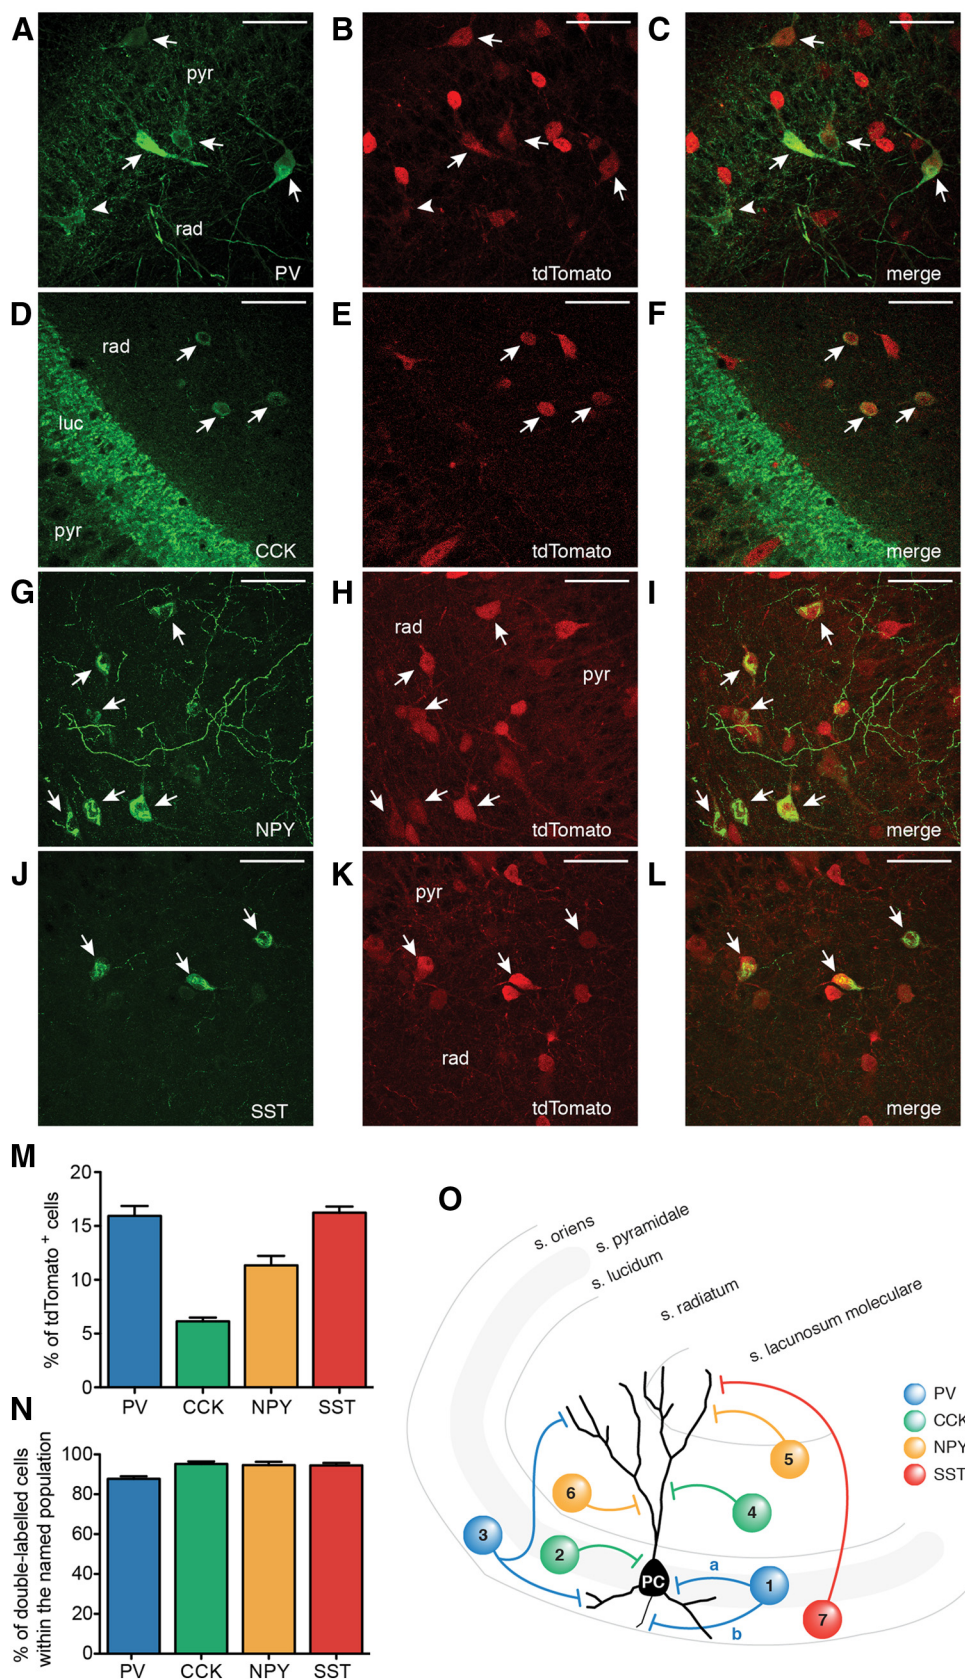 A
pyr
rad
PV
B
tdTomato
C
merge
D
rad
luc
pyr
CCK
E
tdTomato
F
merge
G
NPY
H
rad
pyr
tdTomato
I
merge
J
SST
K
pyr
rad
tdTomato
L
merge
M
% of tdTomato + cells
20
15
10
5
0
PV CCK NPY SST
N
% of double-labelled cells
within the named population
100
80
60
40
20
0
PV CCK NPY SST
O
s. oriens
s. pyramidale
s. lucidum
s. radiatum
s. lacunosum moleculare
PV
CCK
NPY
SST
5
6
4
3
2
PC
a
1
b
7